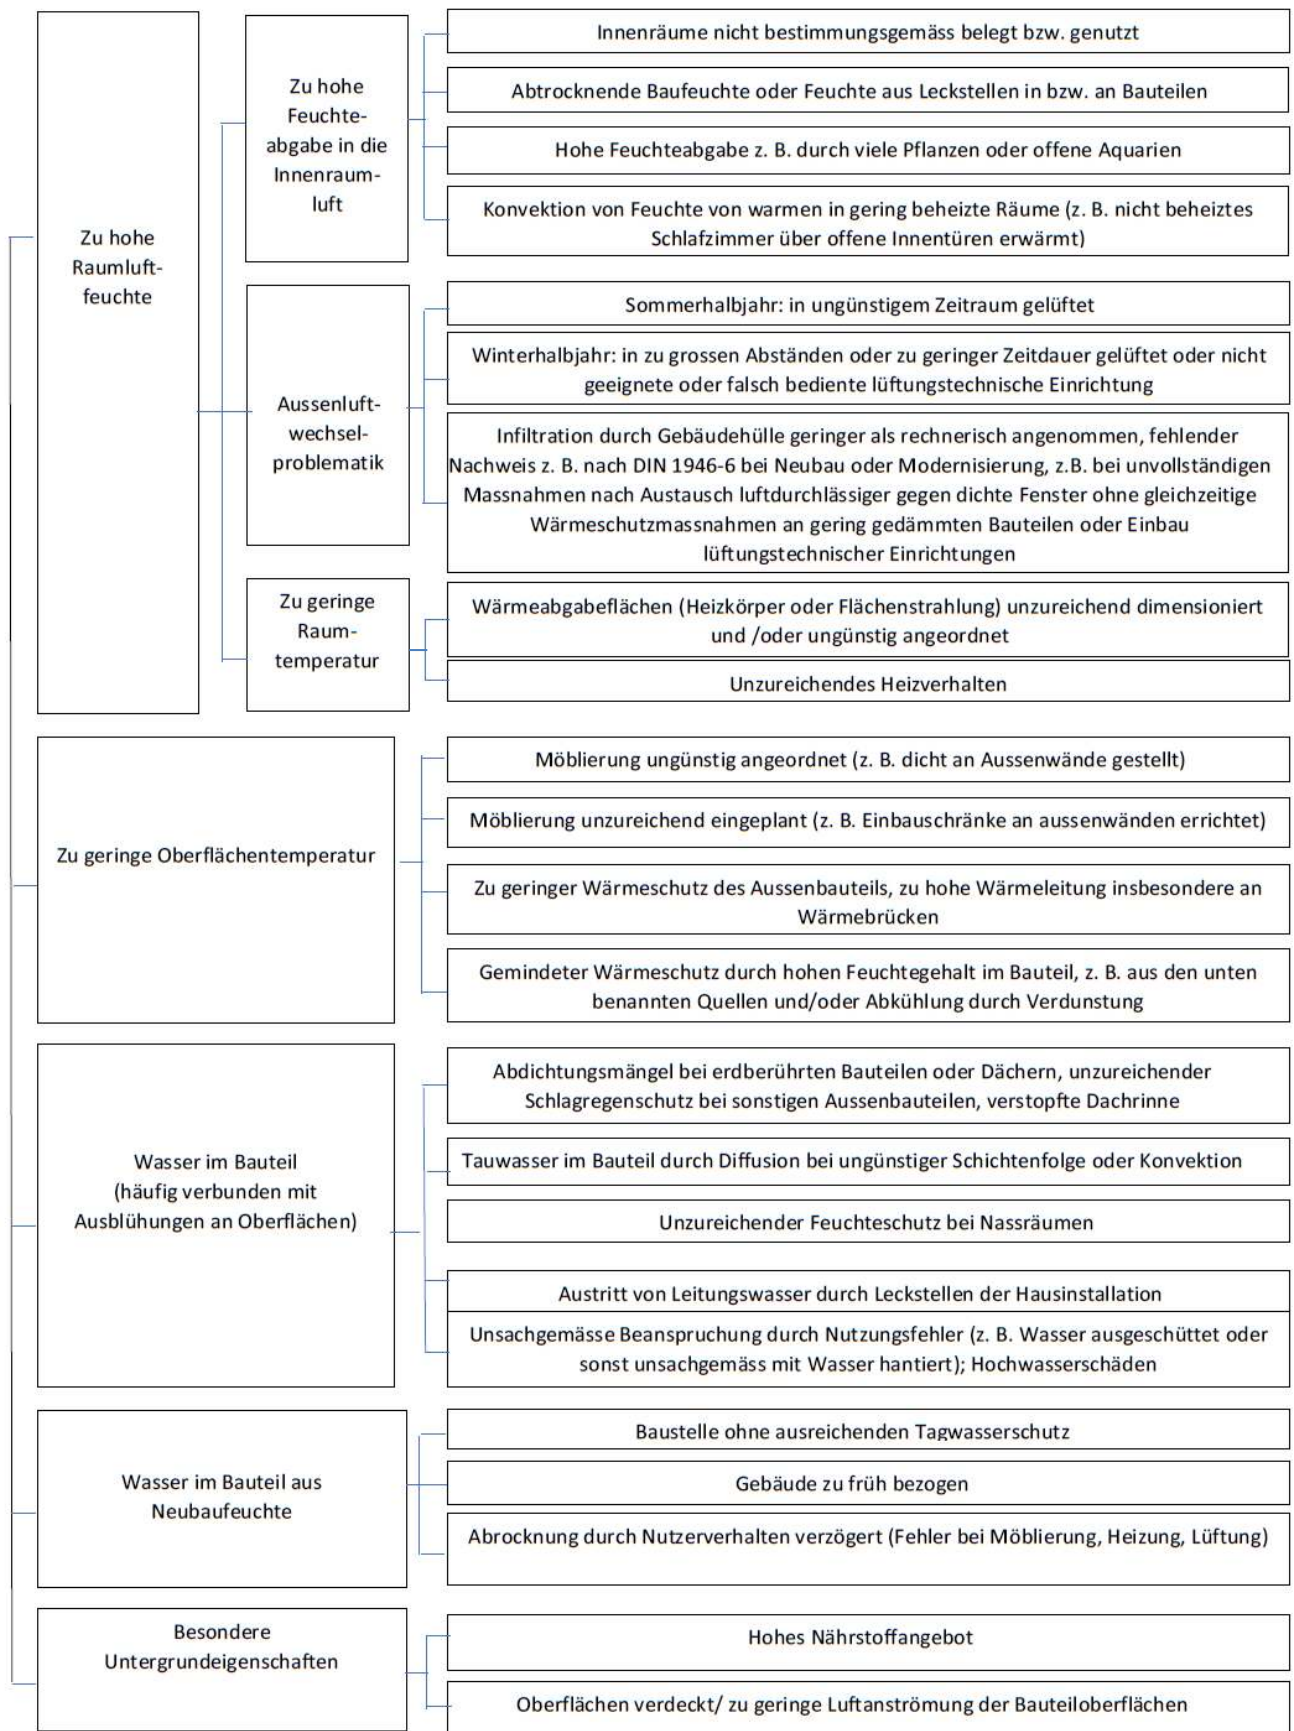 Zu hohe
Raumluft-
feuchte
Zu hohe
Feuchte-
abgabe in die
Innenraum-
luft
Innenräume nicht bestimmungsgemäss belegt bzw. genutzt
Abtrocknende Baufeuchte oder Feuchte aus Leckstellen in bzw. an Bauteilen
Hohe Feuchteabgabe z. B. durch viele Pflanzen oder offene Aquarien
Konvektion von Feuchte von warmen in gering beheizte Räume (z. B. nicht beheiztes
Schlafzimmer über offene Innentüren erwärmt)
Aussenluft-
wechsel-
problematik
Sommerhalbjahr: in ungünstigem Zeitraum gelüftet
Winterhalbjahr: in zu grossen Abständen oder zu geringer Zeitdauer gelüftet oder nicht
geeignete oder falsch bediente lüftungstechnische Einrichtung
Infiltration durch Gebäudehülle geringer als rechnerisch angenommen, fehlender
Nachweis z. B. nach DIN 1946-6 bei Neubau oder Modernisierung, z.B. bei unvollständigen
Massnahmen nach Austausch luftdurchlässiger gegen dichte Fenster ohne gleichzeitige
Wärmeschutzmassnahmen an gering gedämmten Bauteilen oder Einbau
lüftungstechnischer Einrichtungen
Zu geringe
Raum-
temperatur
Wärmeabgabeflächen (Heizkörper oder Flächenstrahlung) unzureichend dimensioniert
und /oder ungünstig angeordnet
Unzureichendes Heizverhalten
Zu geringe Oberflächentemperatur
Möblierung ungünstig angeordnet (z. B. dicht an Aussenwände gestellt)
Möblierung unzureichend eingeplant (z. B. Einbauschränke an aussenwänden errichtet)
Zu geringer Wärmeschutz des Aussenbauteils, zu hohe Wärmeleitung insbesondere an
Wärmebrücken
Gemindeter Wärmeschutz durch hohen Feuchtegehalt im Bauteil, z. B. aus den unten
benannten Quellen und/oder Abkühlung durch Verdunstung
Wasser im Bauteil
(häufig verbunden mit
Ausblühungen an Oberflächen)
Abdichtungsmängel bei erdberührten Bauteilen oder Dächern, unzureichender
Schlagregenschutz bei sonstigen Aussenbauteilen, verstopfte Dachrinne
Tauwasser im Bauteil durch Diffusion bei ungünstiger Schichtenfolge oder Konvektion
Unzureichender Feuchteschutz bei Nassräumen
Austritt von Leitungswasser durch Leckstellen der Hausinstallation
Unsachgemässe Beanspruchung durch Nutzungsfehler (z. B. Wasser ausgeschüttet oder
sonst unsachgemäss mit Wasser hantiert); Hochwasserschäden
Wasser im Bauteil aus
Neubaufeuchte
Baustelle ohne ausreichenden Tagwasserschutz
Gebäude zu früh bezogen
Abrocknung durch Nutzerverhalten verzögert (Fehler bei Möblierung, Heizung, Lüftung)
Besondere
Untergrundeigenschaften
Hohes Nährstoffangebot
Oberflächen verdeckt/ zu geringe Luftanströmung der Bauteiloberflächen